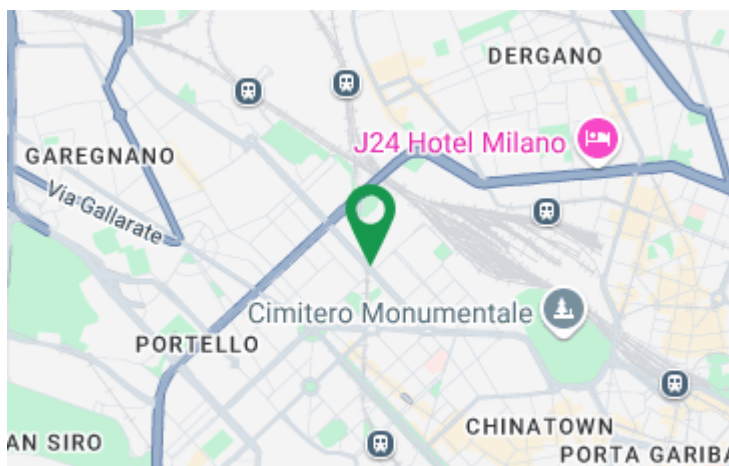 DERGANO
J24 Hotel Milano
GAREGNANO
Via Gallarate
Cimitero Monumentale
PORTELLO
CHINATOWN
AN SIRO
PORTA GARIBA